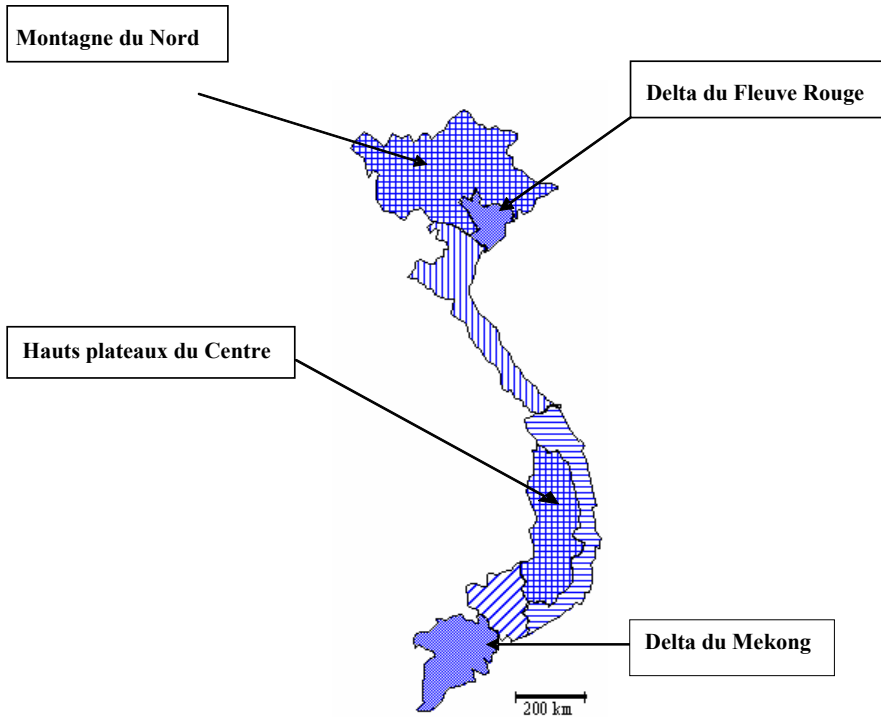 Montagne du Nord
Delta du Fleuve Rouge
Hauts plateaux du Centre
Delta du Mekong
200 km